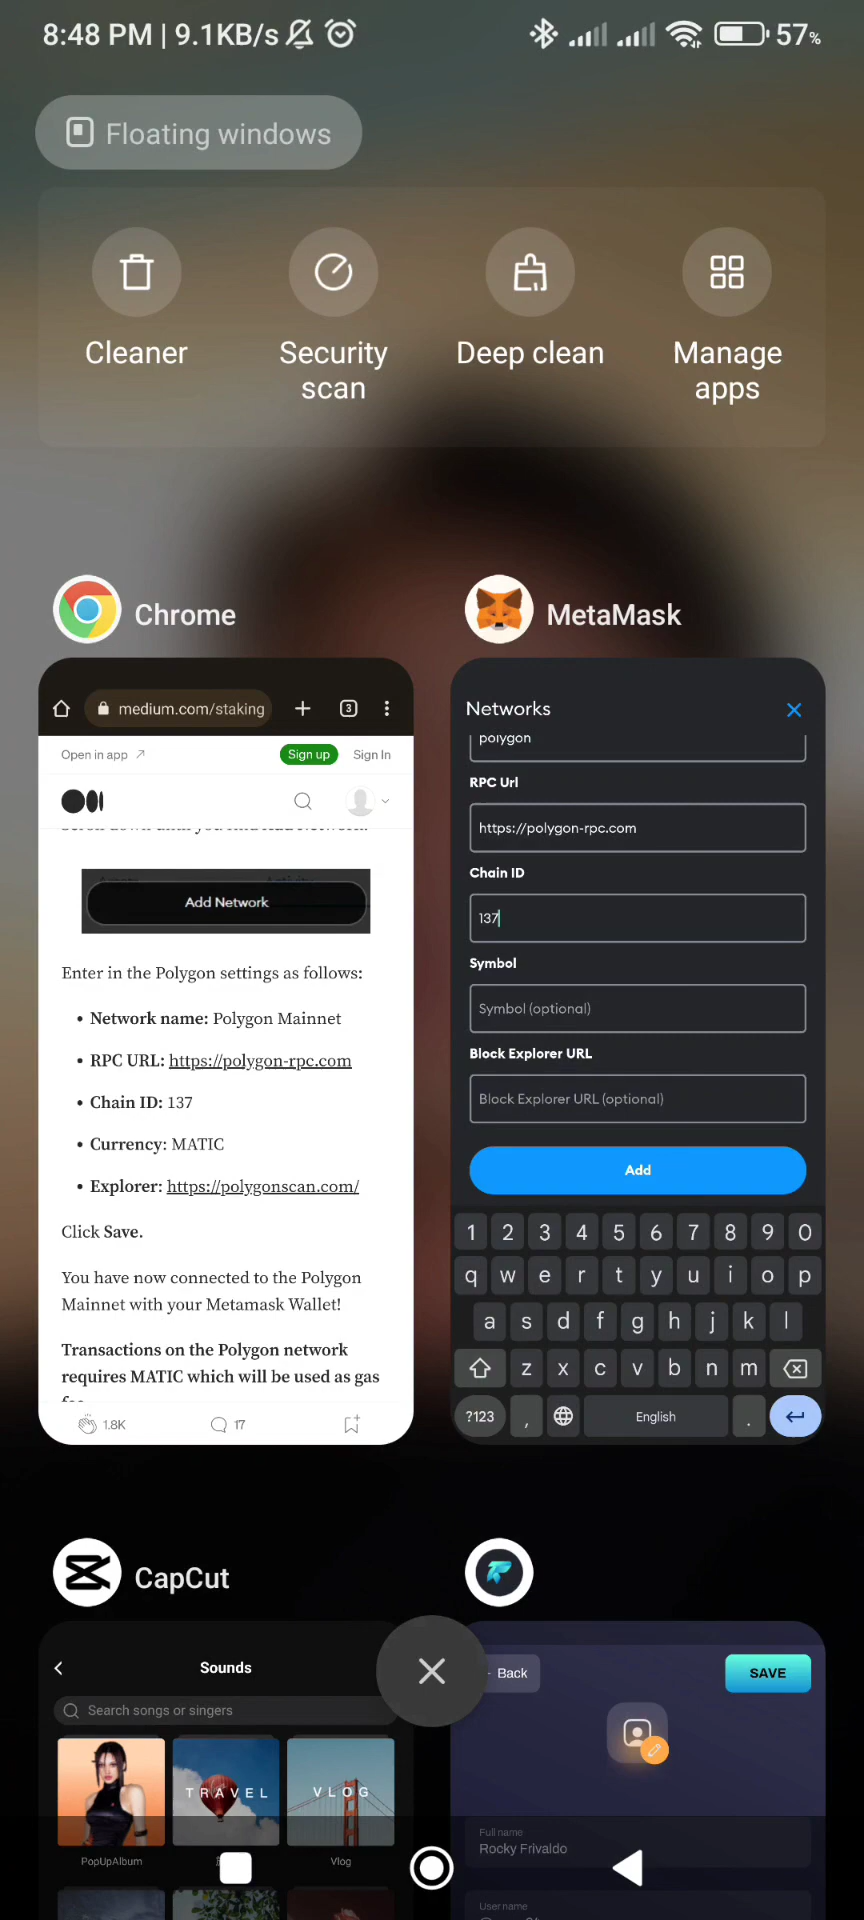 8:48 PM | 9.1KB/s
57%
Floating windows
Cleaner
Security scan
Deep clean
Manage apps
Chrome
medium.com/staking
3
Open in app
Sign up
Sign In
Add Network
Enter in the Polygon settings as follows:
• Network name: Polygon Mainnet
• RPC URL: https://polygon-rpc.com
• Chain ID: 137
• Currency: MATIC
• Explorer: https://polygonscan.com/
Click Save.
You have now connected to the Polygon
Mainnet with your Metamask Wallet!
Transactions on the Polygon network
requires MATIC which will be used as gas
1.8K
17
MetaMask
Networks
polygon
RPC Url
https://polygon-rpc.com
Chain ID
137
Symbol
Symbol (optional)
Block Explorer URL
Block Explorer URL (optional)
Add
1 2 3 4 5 6 7 8 9 0
q w e r t y u i o p
a s d f g h j k l
z x c v b n m
?123 , English .
CapCut
Sounds
Search songs or singers
TRAVEL
VLOG
PopUpAlbum
Vlog
Back
SAVE
Full name
Rocky Frivaldo
User name